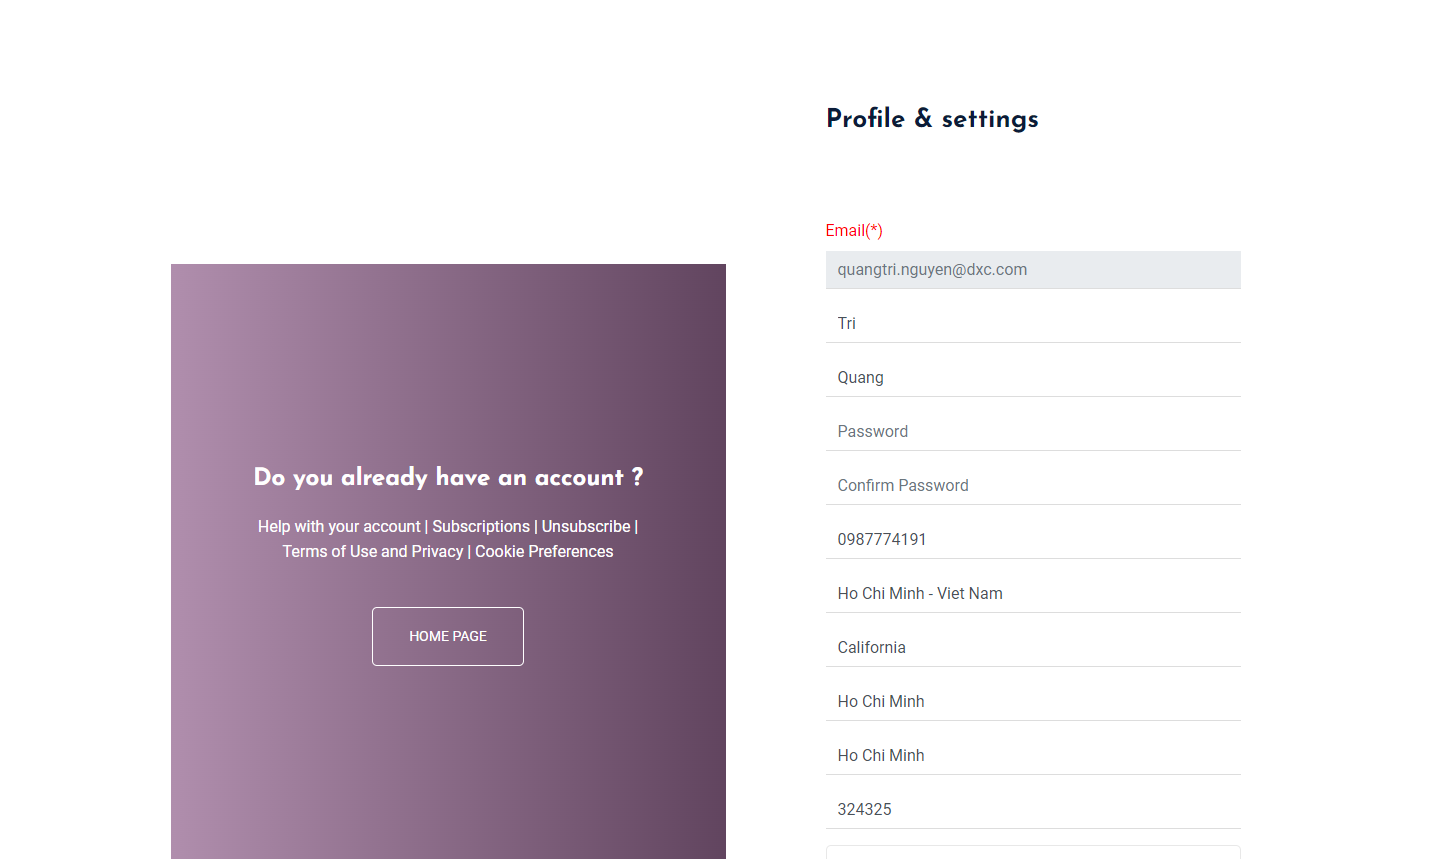 Profile & settings
Email(*)
quangtri.nguyen@dxc.com
Tri
Quang
Password
Confirm Password
0987774191
Ho Chi Minh - Viet Nam
California
Ho Chi Minh
Ho Chi Minh
324325
Do you already have an account ?
Help with your account | Subscriptions | Unsubscribe |
Terms of Use and Privacy | Cookie Preferences
HOME PAGE